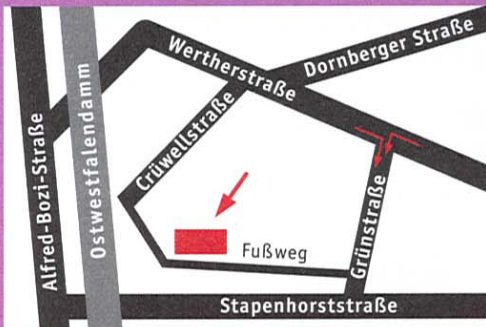 Dornberger Straße
Wertherstraße
Crüwellstraße
Alfred-Bozi-Straße
Ostwestfalendamm
Fußweg
Grünstraße
Stapenhorststraße